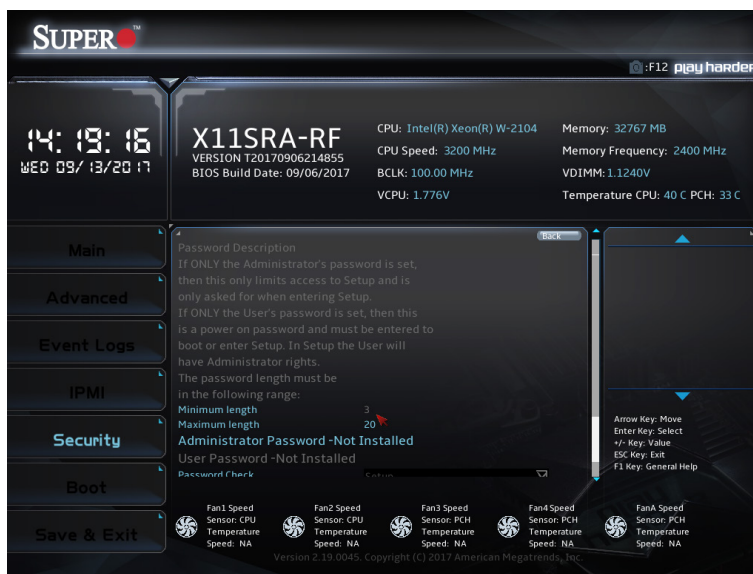 SUPER™
:F12 play harder
14: 19: 16
WED 09/ 13/20 17
X11SRA-RF
VERSION T20170906214855
BIOS Build Date: 09/06/2017
CPU: Intel(R) Xeon(R) W-2104
CPU Speed: 3200 MHz
BCLK: 100.00 MHz
VCPU: 1.776V
Memory: 32767 MB
Memory Frequency: 2400 MHz
VDIMM: 1.1240V
Temperature CPU: 40 C PCH: 33 C
Main
Advanced
Event Logs
IPMI
Security
Boot
Save & Exit
Back
Password Description
If ONLY the Administrator's password is set,
then this only limits access to Setup and is
only asked for when entering Setup.
If ONLY the User's password is set, then this
is a power on password and must be entered to
boot or enter Setup. In Setup the User will
have Administrator rights.
The password length must be
in the following range:
Minimum length 3
Maximum length 20
Administrator Password -Not Installed
User Password -Not Installed
Password Check Setup
Arrow Key: Move
Enter Key: Select
+/- Key: Value
ESC Key: Exit
F1 Key: General Help
Fan1 Speed
Sensor: CPU
Temperature
Speed: NA
Fan2 Speed
Sensor: CPU
Temperature
Speed: NA
Fan3 Speed
Sensor: PCH
Temperature
Speed: NA
Fan4 Speed
Sensor: PCH
Temperature
Speed: NA
FanA Speed
Sensor: PCH
Temperature
Speed: NA
Version 2.19.0045. Copyright (C) 2017 American Megatrends, Inc.